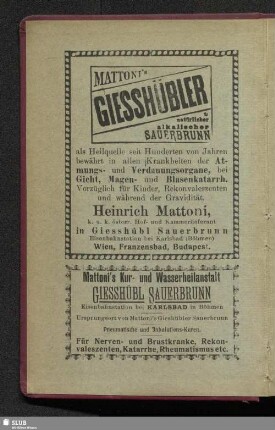 MATTONI's
GIESSHÜBLER
natürlicher
alkalischer
SAUERBRUNN
als Heilquelle seit Hunderten von Jahren
bewährt in allen Krankheiten der At-
mungs- und Verdauungsorgane, bei
Gicht, Magen- und Blasenkatarrh.
Vorzüglich für Kinder, Rekonvaleszenten
und während der Gravidität.
Heinrich Mattoni,
k. u. k. österr. Hof- und Kammerlieferant
in Giesshübl Sauerbrunn
Eisenbahnstation bei Karlsbad (Böhmen)
Wien, Franzensbad, Budapest.
Mattoni's Kur- und Wasserheilanstalt
GIESSHÜBL SAUERBRUNN
Eisenbahnstation bei KARLSBAD in Böhmen
Ursprungsort von Mattoni's Giesshübler Sauerbrunn
Pneumatische und Inhalations-Kuren.
Für Nerven- und Brustkranke, Rekon-
valeszenten, Katarrhe, Rheumatismus etc.
SLUB